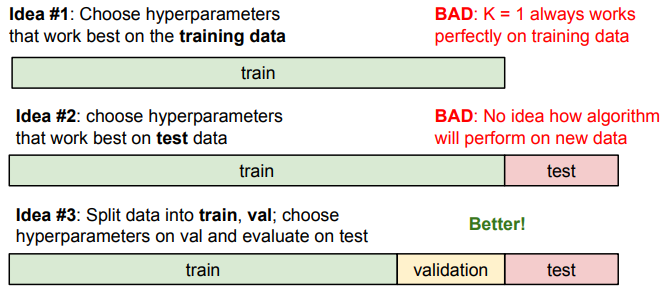 Idea #1: Choose hyperparameters
that work best on the training data
BAD: K = 1 always works
perfectly on training data
train
Idea #2: choose hyperparameters
that work best on test data
BAD: No idea how algorithm
will perform on new data
train
test
Idea #3: Split data into train, val; choose
hyperparameters on val and evaluate on test
Better!
train
validation
test